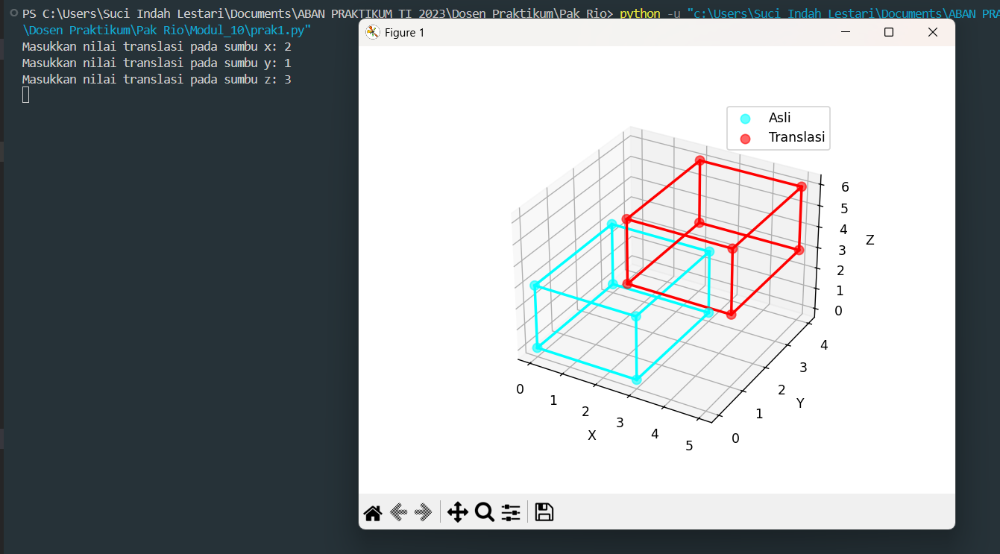 PS C:\Users\Suci Indah Lestari\Documents\ABAN PRAKTIKUM TI 2023\Dosen Praktikum\Pak Rio> python -u "c:\Users\Suci Indah Lestari\Documents\ABAN PRA
\Dosen Praktikum\Pak Rio\Modul_10\prak1.py"
Masukkan nilai translasi pada sumbu x: 2
Masukkan nilai translasi pada sumbu y: 1
Masukkan nilai translasi pada sumbu z: 3
Figure 1
Asli
Translasi
6
5
4
3
2
1
0
Z
4
3
2
1
0
Y
0
1
2
3
4
5
X